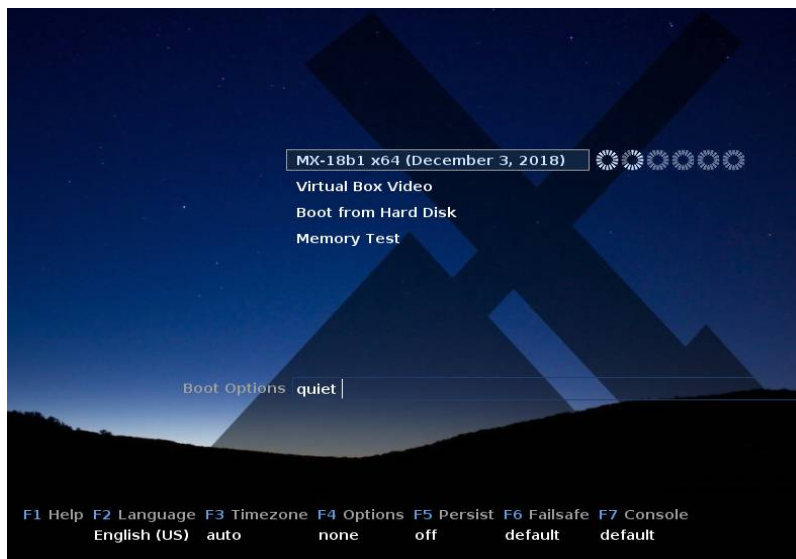 MX-18b1 x64 (December 3, 2018)
Virtual Box Video
Boot from Hard Disk
Memory Test
Boot Options quiet
F1 Help F2 Language F3 Timezone F4 Options F5 Persist F6 Failsafe F7 Console
English (US) auto none off default default